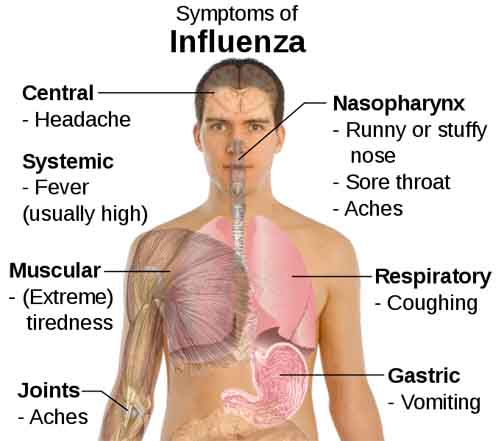 Symptoms of
Influenza
Central
- Headache
Systemic
- Fever
(usually high)
Muscular
- (Extreme)
tiredness
Joints
- Aches
Nasopharynx
- Runny or stuffy
nose
- Sore throat
- Aches
Respiratory
- Coughing
Gastric
- Vomiting